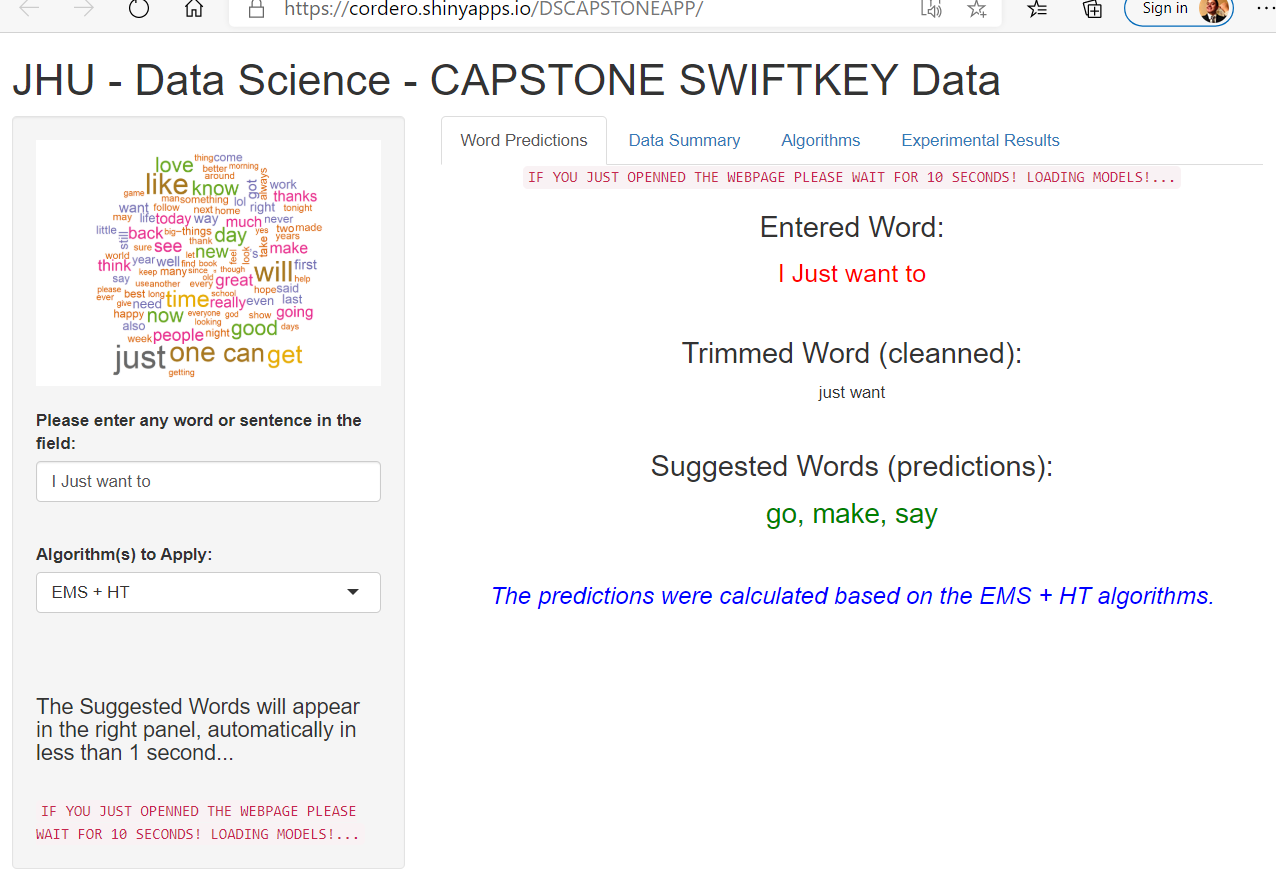 https://cordero.shinyapps.io/DSCAPSTONEAPP/
Sign in
JHU - Data Science - CAPSTONE SWIFTKEY Data
thing come
love better morning
around
like know got always work
game man something lol thanks
want follow next home right tonight
may life today way much never
little still back big-things day yes two made
sure see thank take years
let new feel look s make
world year well find book
think keep many since , though will first
say use another old every great help
please best long school hope said
ever give need time really even last
happy now everyone god show going
also looking
week people night good days
just one can get
getting
Word Predictions
Data Summary
Algorithms
Experimental Results
IF YOU JUST OPENNED THE WEBPAGE PLEASE WAIT FOR 10 SECONDS! LOADING MODELS!...
Please enter any word or sentence in the
field:
I Just want to
Algorithm(s) to Apply:
EMS + HT
The Suggested Words will appear
in the right panel, automatically in
less than 1 second...
IF YOU JUST OPENNED THE WEBPAGE PLEASE
WAIT FOR 10 SECONDS! LOADING MODELS!...
Entered Word:
I Just want to
Trimmed Word (cleanned):
just want
Suggested Words (predictions):
go, make, say
The predictions were calculated based on the EMS + HT algorithms.